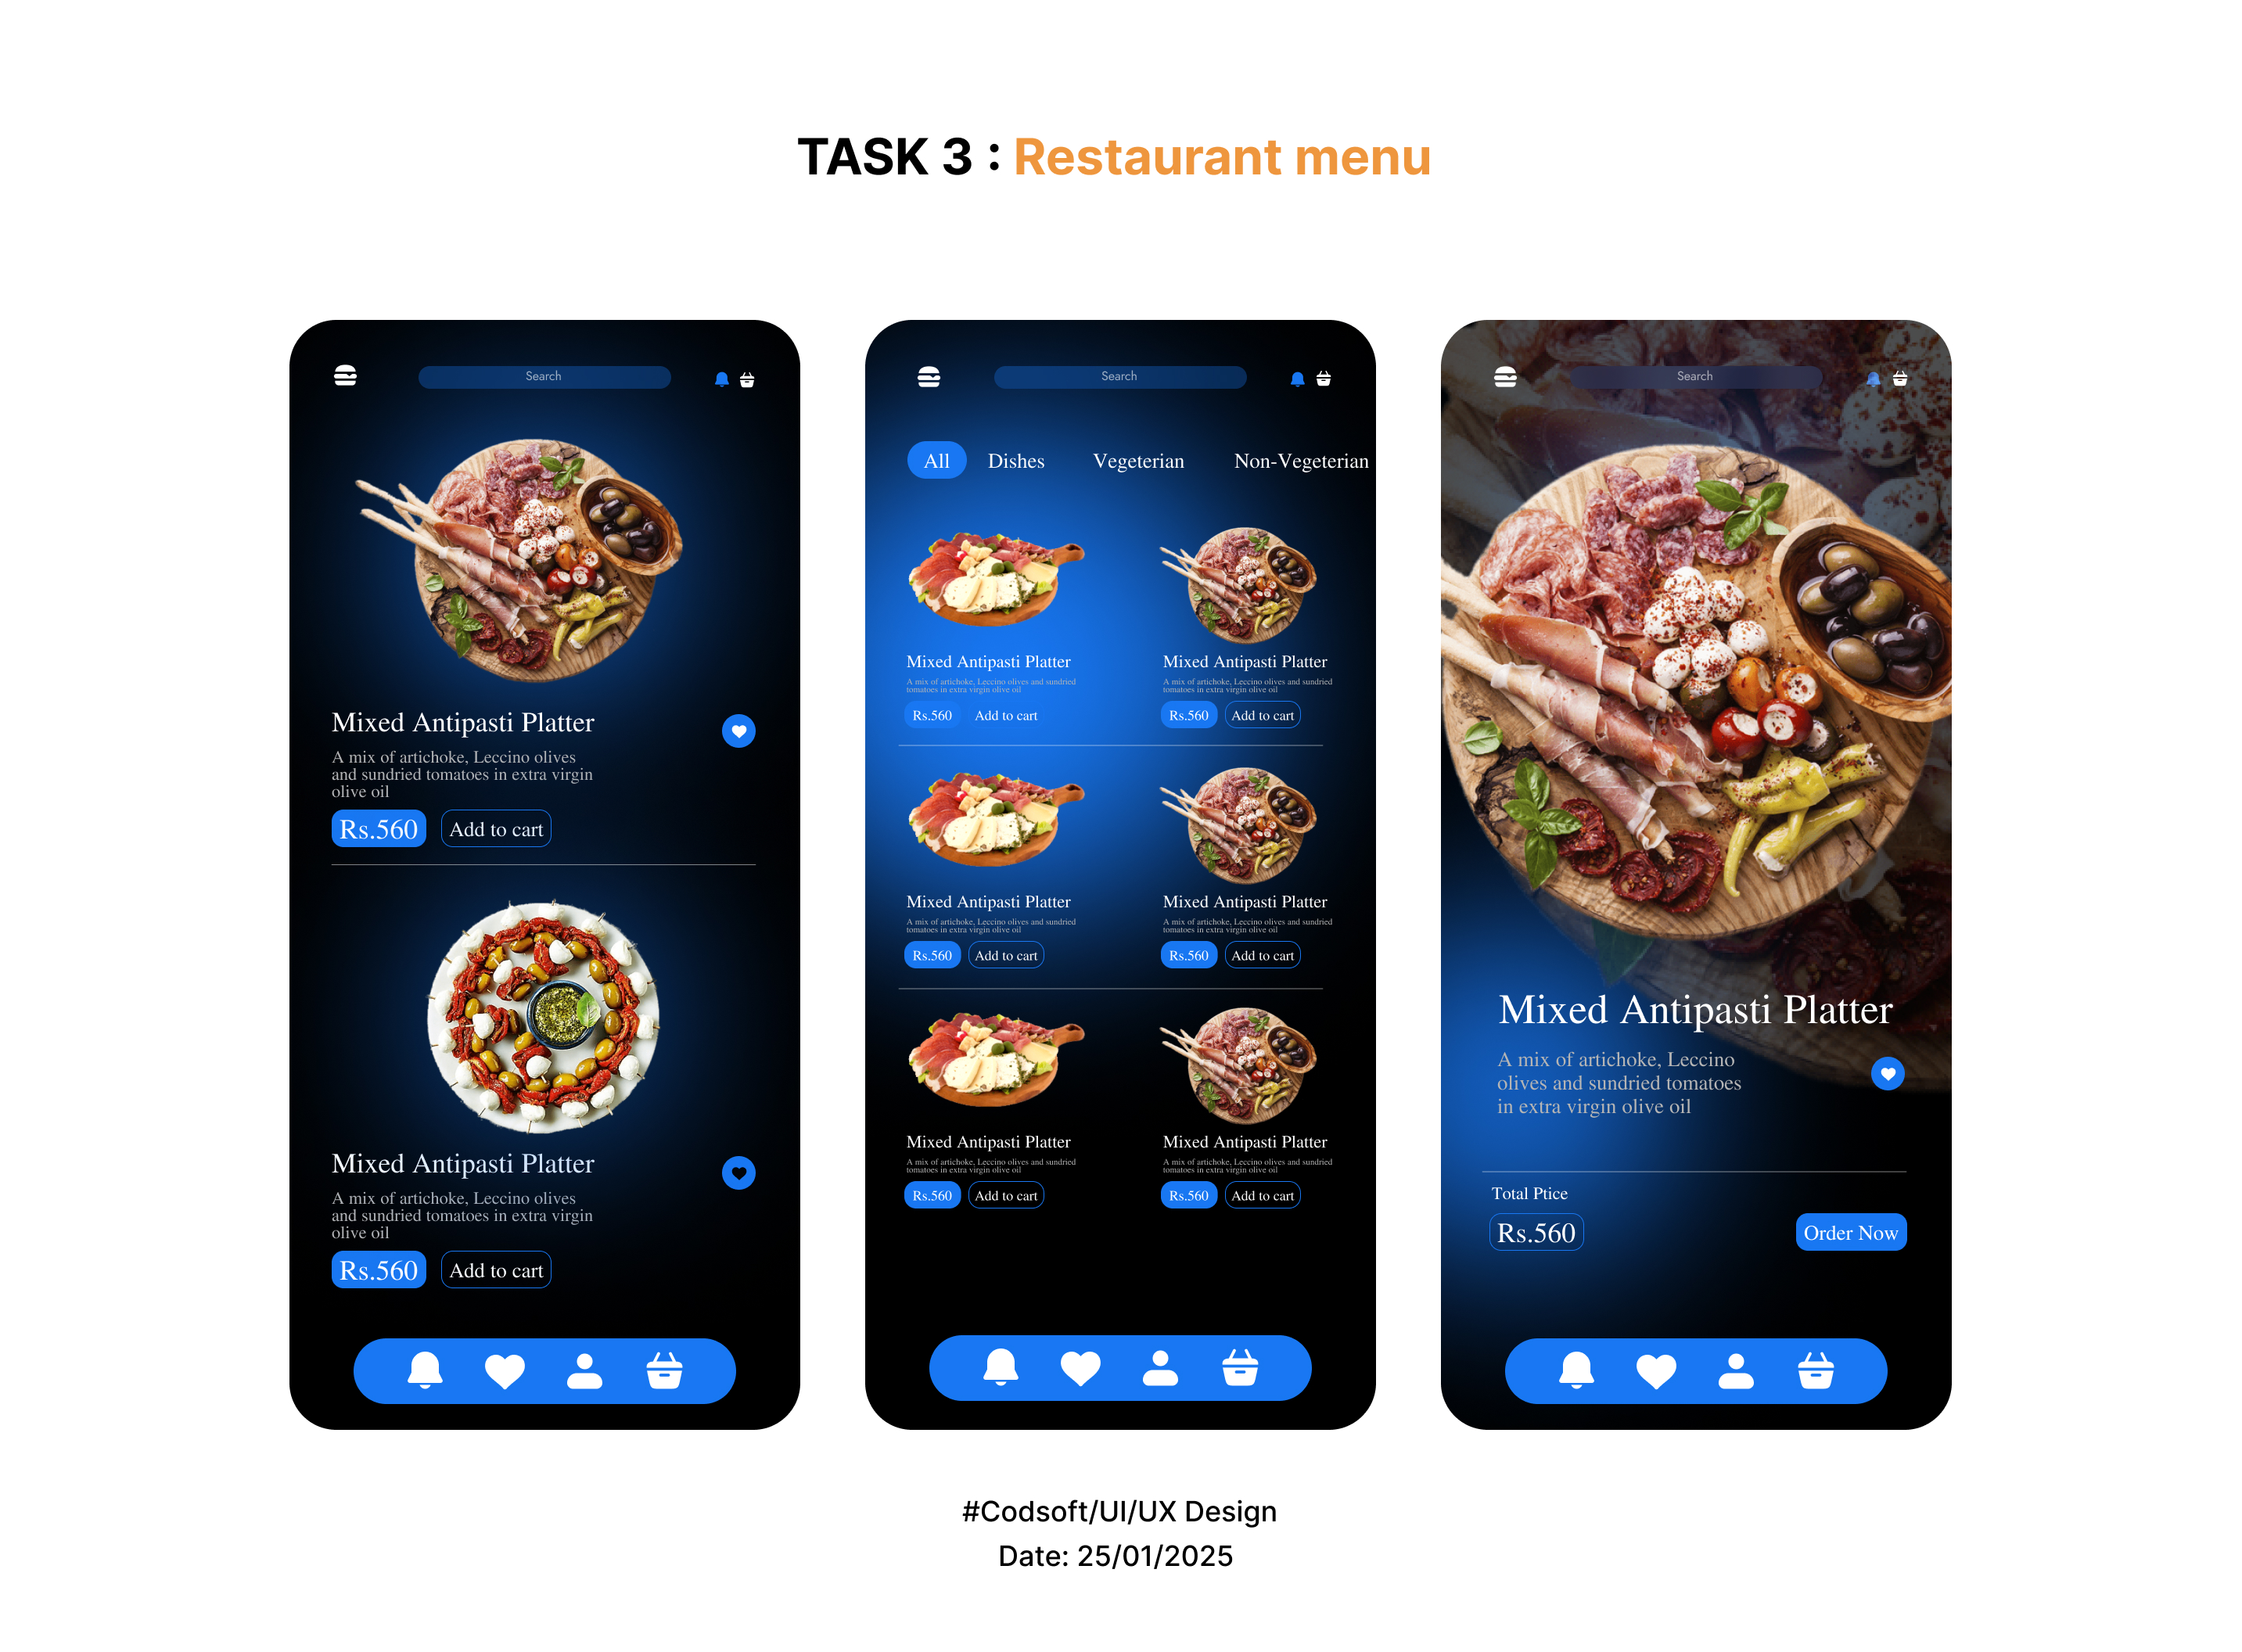 TASK 3 : Restaurant menu
Search
Mixed Antipasti Platter
A mix of artichoke, Leccino olives
and sundried tomatoes in extra virgin
olive oil
Rs.560 Add to cart
Mixed Antipasti Platter
A mix of artichoke, Leccino olives
and sundried tomatoes in extra virgin
olive oil
Rs.560 Add to cart
Search
All Dishes Vegeterian Non-Vegeterian
Mixed Antipasti Platter
A mix of artichoke, Leccino olives and sundried
tomatoes in extra virgin olive oil
Rs.560 Add to cart
Mixed Antipasti Platter
A mix of artichoke, Leccino olives and sundried
tomatoes in extra virgin olive oil
Rs.560 Add to cart
Mixed Antipasti Platter
A mix of artichoke, Leccino olives and sundried
tomatoes in extra virgin olive oil
Rs.560 Add to cart
Mixed Antipasti Platter
A mix of artichoke, Leccino olives and sundried
tomatoes in extra virgin olive oil
Rs.560 Add to cart
Mixed Antipasti Platter
A mix of artichoke, Leccino olives and sundried
tomatoes in extra virgin olive oil
Rs.560 Add to cart
Mixed Antipasti Platter
A mix of artichoke, Leccino olives and sundried
tomatoes in extra virgin olive oil
Rs.560 Add to cart
Search
Mixed Antipasti Platter
A mix of artichoke, Leccino
olives and sundried tomatoes
in extra virgin olive oil
Total Ptice
Rs.560 Order Now
#Codsoft/UI/UX Design
Date: 25/01/2025